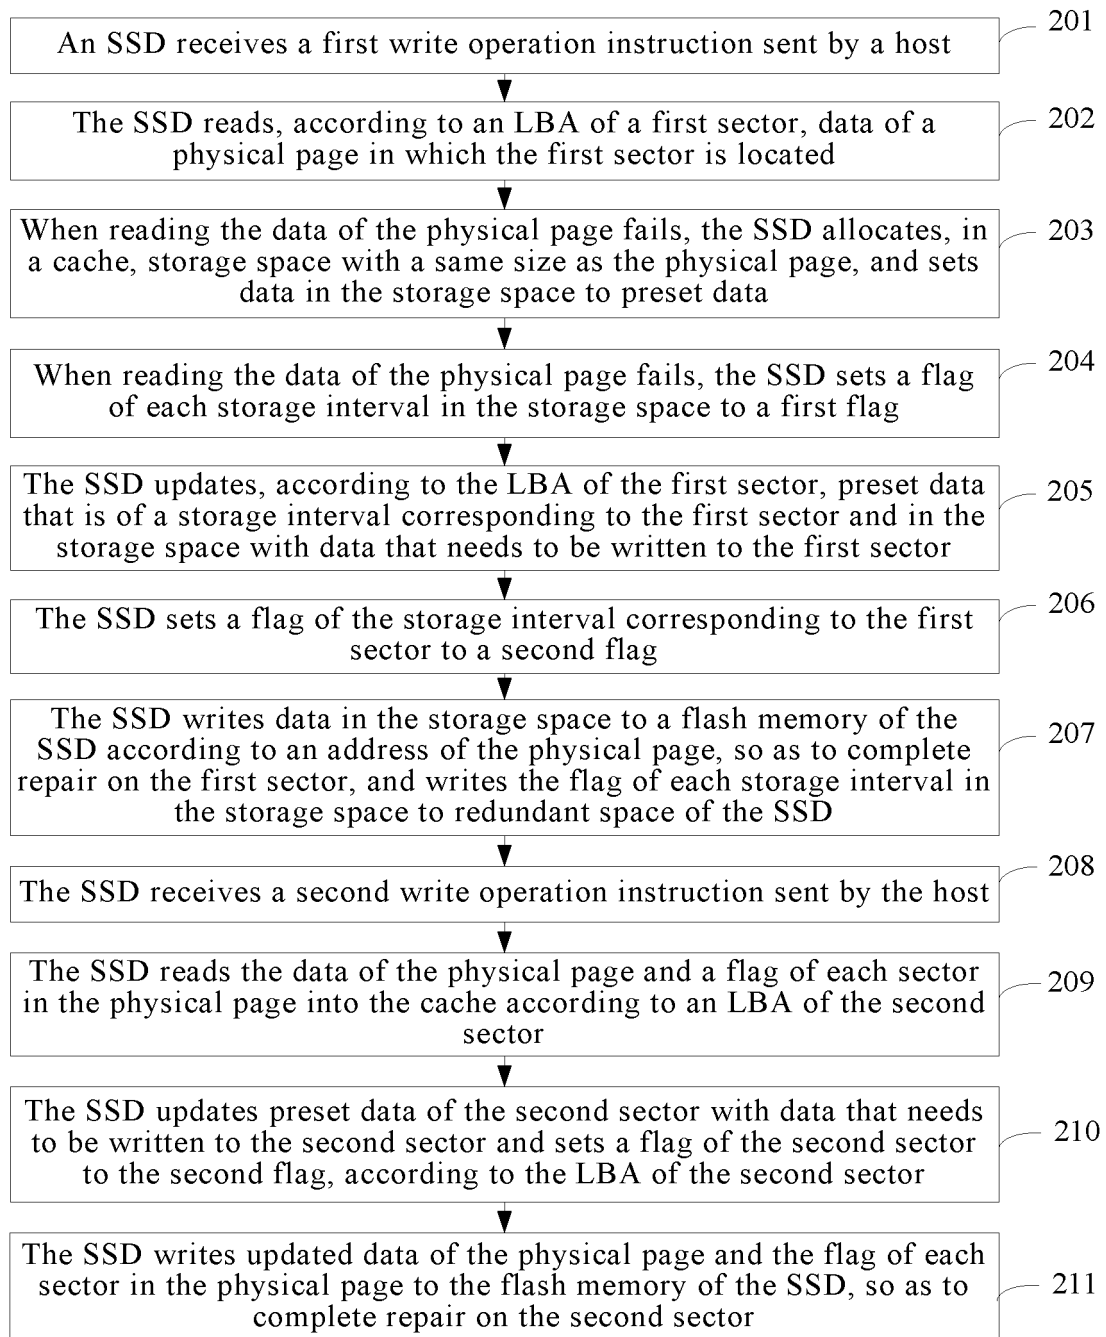 An SSD receives a first write operation instruction sent by a host
201
The SSD reads, according to an LBA of a first sector, data of a
physical page in which the first sector is located
202
When reading the data of the physical page fails, the SSD allocates, in
a cache, storage space with a same size as the physical page, and sets
data in the storage space to preset data
203
When reading the data of the physical page fails, the SSD sets a flag
of each storage interval in the storage space to a first flag
204
The SSD updates, according to the LBA of the first sector, preset data
that is of a storage interval corresponding to the first sector and in the
storage space with data that needs to be written to the first sector
205
The SSD sets a flag of the storage interval corresponding to the first
sector to a second flag
206
The SSD writes data in the storage space to a flash memory of the
SSD according to an address of the physical page, so as to complete
repair on the first sector, and writes the flag of each storage interval in
the storage space to redundant space of the SSD
207
The SSD receives a second write operation instruction sent by the host
208
The SSD reads the data of the physical page and a flag of each sector
in the physical page into the cache according to an LBA of the second
sector
209
The SSD updates preset data of the second sector with data that needs
to be written to the second sector and sets a flag of the second sector
to the second flag, according to the LBA of the second sector
210
The SSD writes updated data of the physical page and the flag of each
sector in the physical page to the flash memory of the SSD, so as to
complete repair on the second sector
211